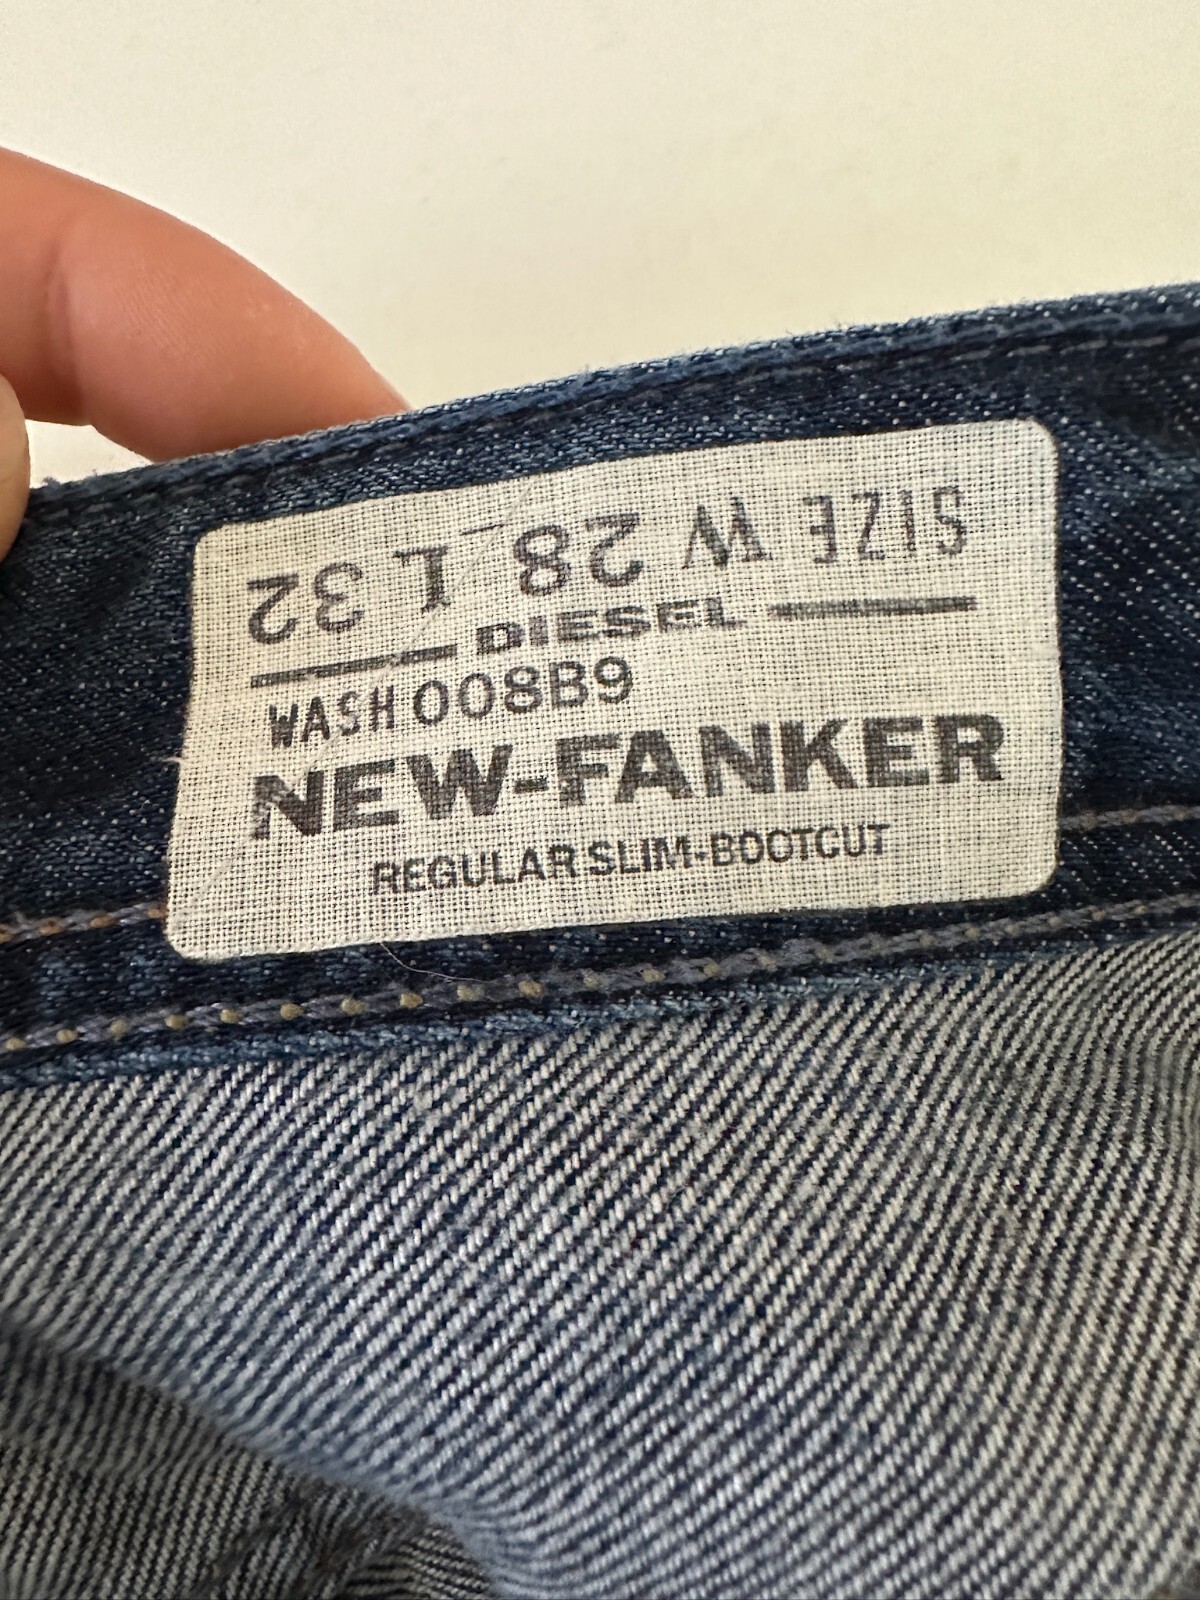 SIZE W 28 L 32
DIESEL
WASH 008B9
NEW-FANKER
REGULAR SLIM-BOOTCUT